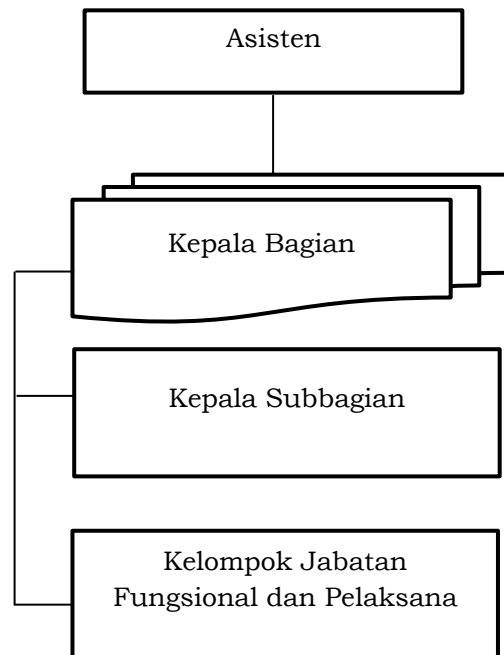 Asisten
Kepala Bagian
Kepala Subbagian
Kelompok Jabatan
Fungsional dan Pelaksana